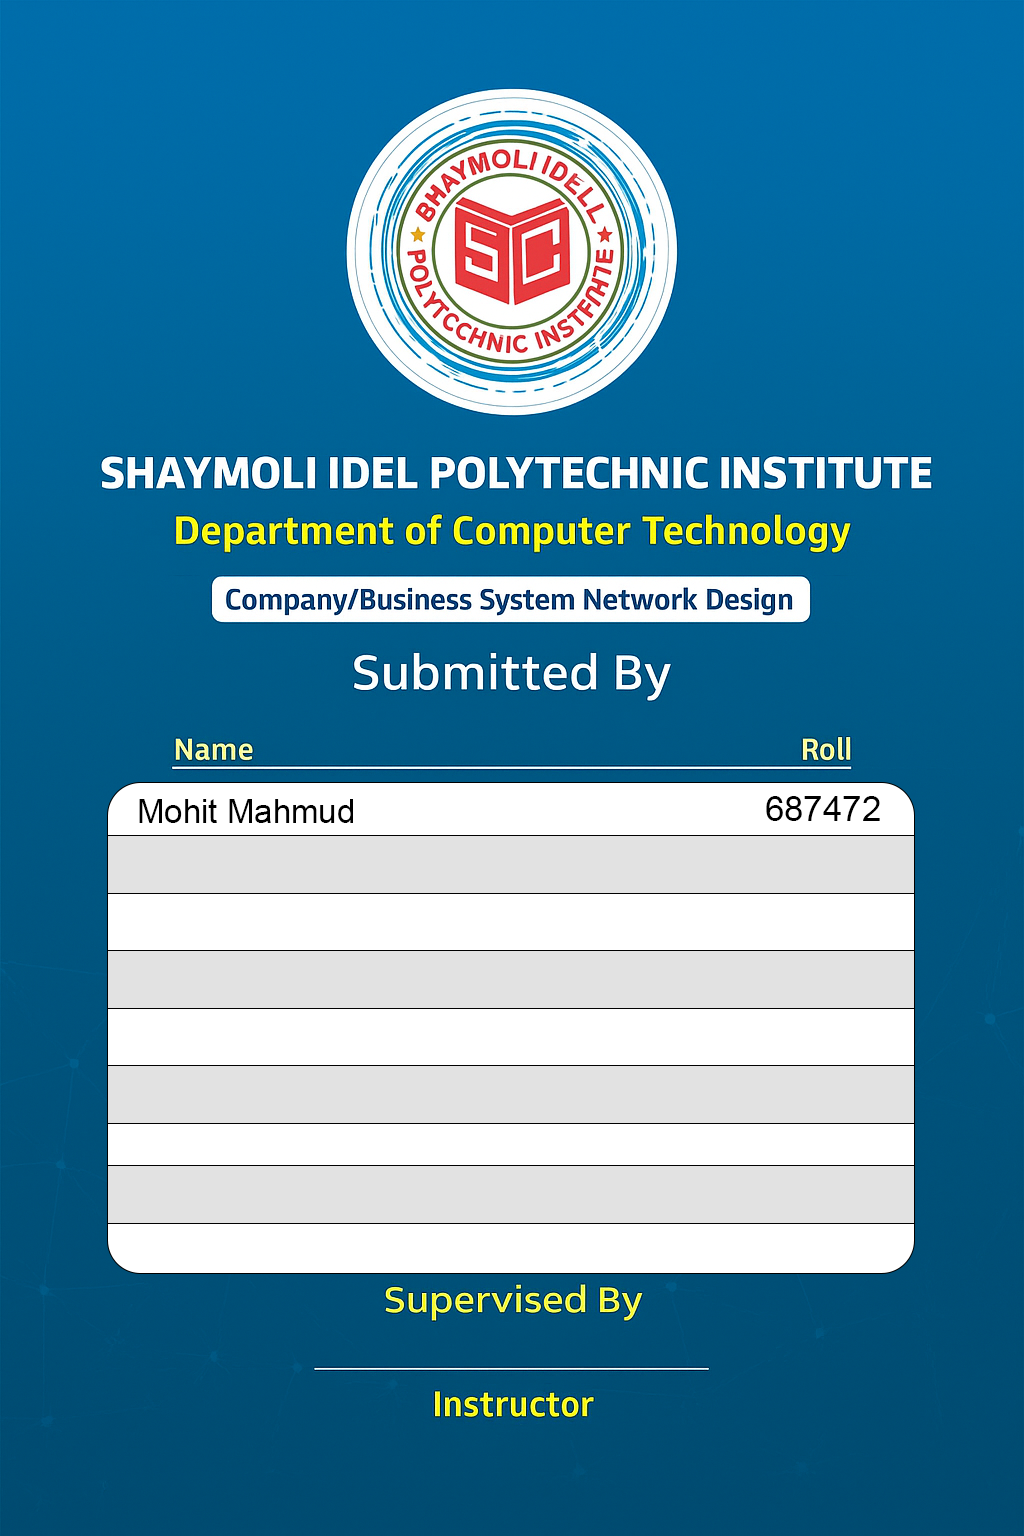 BHAYMOLI IDELL
POLYTCCHNIC
SC
SHAYMOLI IDEL POLYTECHNIC INSTITUTE
Department of Computer Technology
Company/Business System Network Design
Submitted By
Name Roll
Mohit Mahmud 687472
Supervised By
Instructor